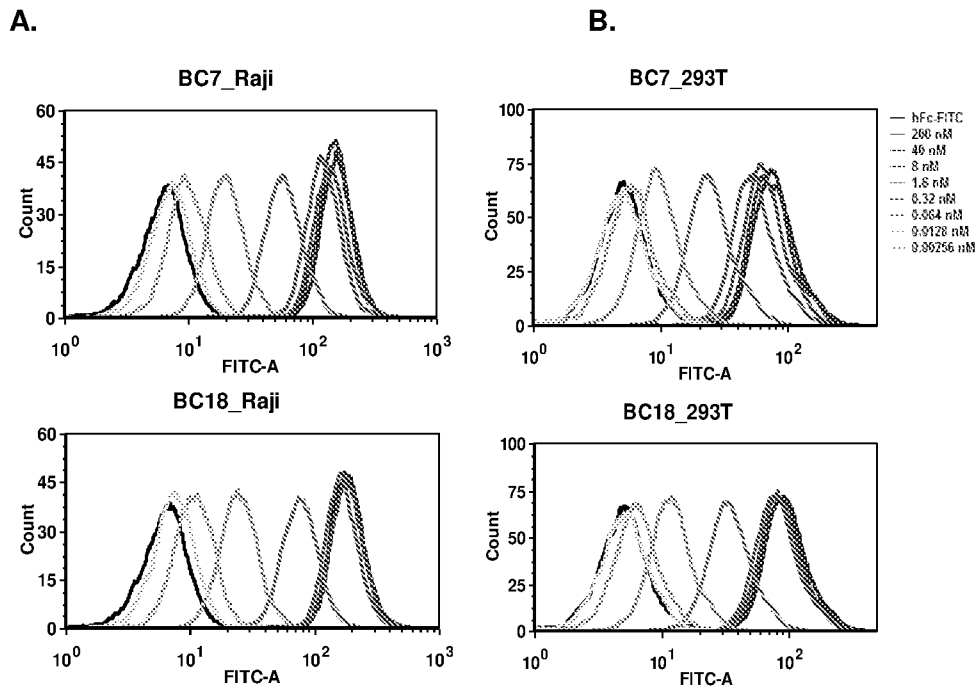 A.
B.
BC7_Raji
60
45
30
15
0
Count
10^0 10^1 10^2 10^3
FITC-A
BC7_293T
100
75
50
25
0
Count
10^0 10^1 10^2
FITC-A
hFc-FITC
200 nM
40 nM
8 nM
1.6 nM
0.32 nM
0.064 nM
0.0128 nM
0.00256 nM
BC18_Raji
60
45
30
15
0
Count
10^0 10^1 10^2 10^3
FITC-A
BC18_293T
100
75
50
25
0
Count
10^0 10^1 10^2
FITC-A